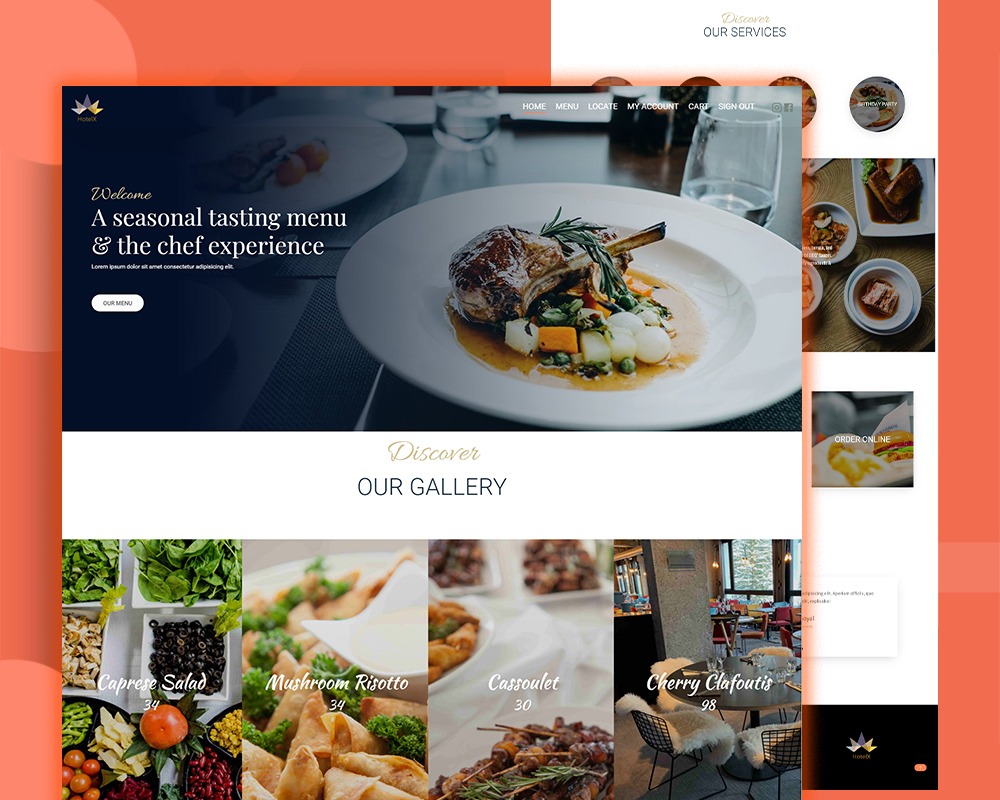 Discover
OUR SERVICES
BIRTHDAY PARTY
HotelX
HOME MENU LOCATE MY ACCOUNT CART SIGN OUT
Welcome
A seasonal tasting menu
& the chef experience
Lorem ipsum dolor sit amet consectetur adipisicing elit.
OUR MENU
Discover
OUR GALLERY
ORDER ONLINE
Caprese Salad
34
Mushroom Risotto
34
Cassoulet
30
Cherry Clafoutis
98
HotelX